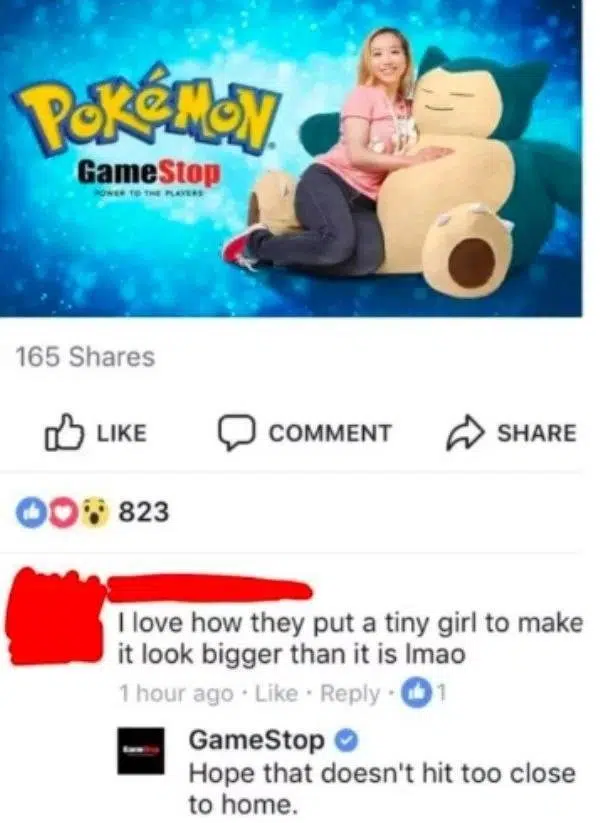 POKéMON
GameStop
POWER TO THE PLAYERS
165 Shares
LIKE
COMMENT
SHARE
823
I love how they put a tiny girl to make
it look bigger than it is lmao
1 hour ago · Like · Reply · 1
GameStop
GameStop
Hope that doesn't hit too close
to home.